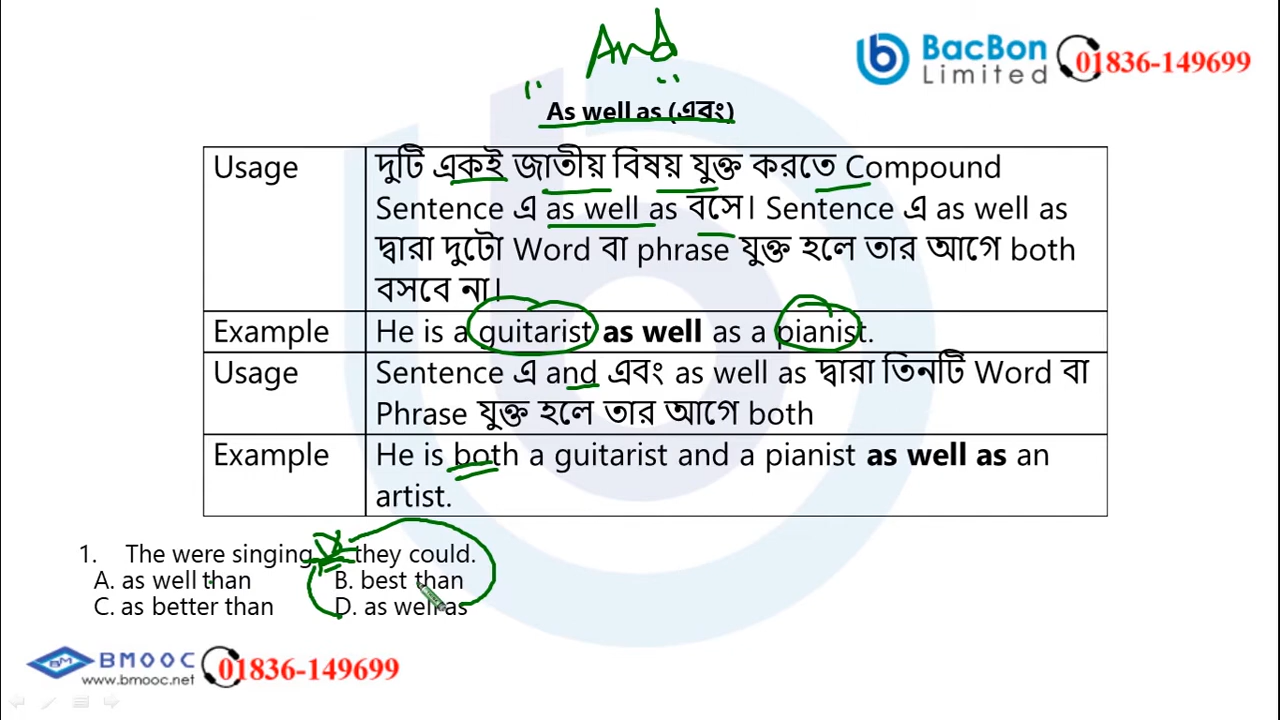 And
BacBon
Limited
01836-149699
" As well as (এবং) "
Usage
দুটি একই জাতীয় বিষয় যুক্ত করতে Compound
Sentence এ as well as বসে। Sentence এ as well as
দ্বারা দুটো Word বা phrase যুক্ত হলে তার আগে both
বসবে না।
Example
He is a guitarist as well as a pianist.
Usage
Sentence এ and এবং as well as দ্বারা তিনটি Word বা
Phrase যুক্ত হলে তার আগে both
Example
He is both a guitarist and a pianist as well as an
artist.
1. The were singing D they could.
A. as well than B. best than
C. as better than D. as well as
BM BMOOC
www.bmooc.net
01836-149699